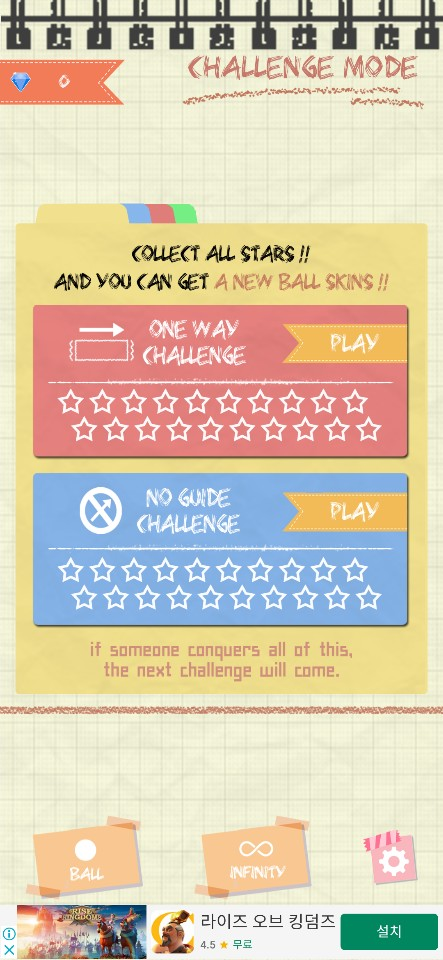 0
CHALLENGE MODE
COLLECT ALL STARS !!
AND YOU CAN GET A NEW BALL SKINS !!
ONE WAY
CHALLENGE
PLAY
NO GUIDE
CHALLENGE
PLAY
if someone conquers all of this,
the next challenge will come.
BALL
INFINITY
RISE OF
KINGDOMS
라이즈 오브 킹덤즈
4.5 ★ 무료
설치